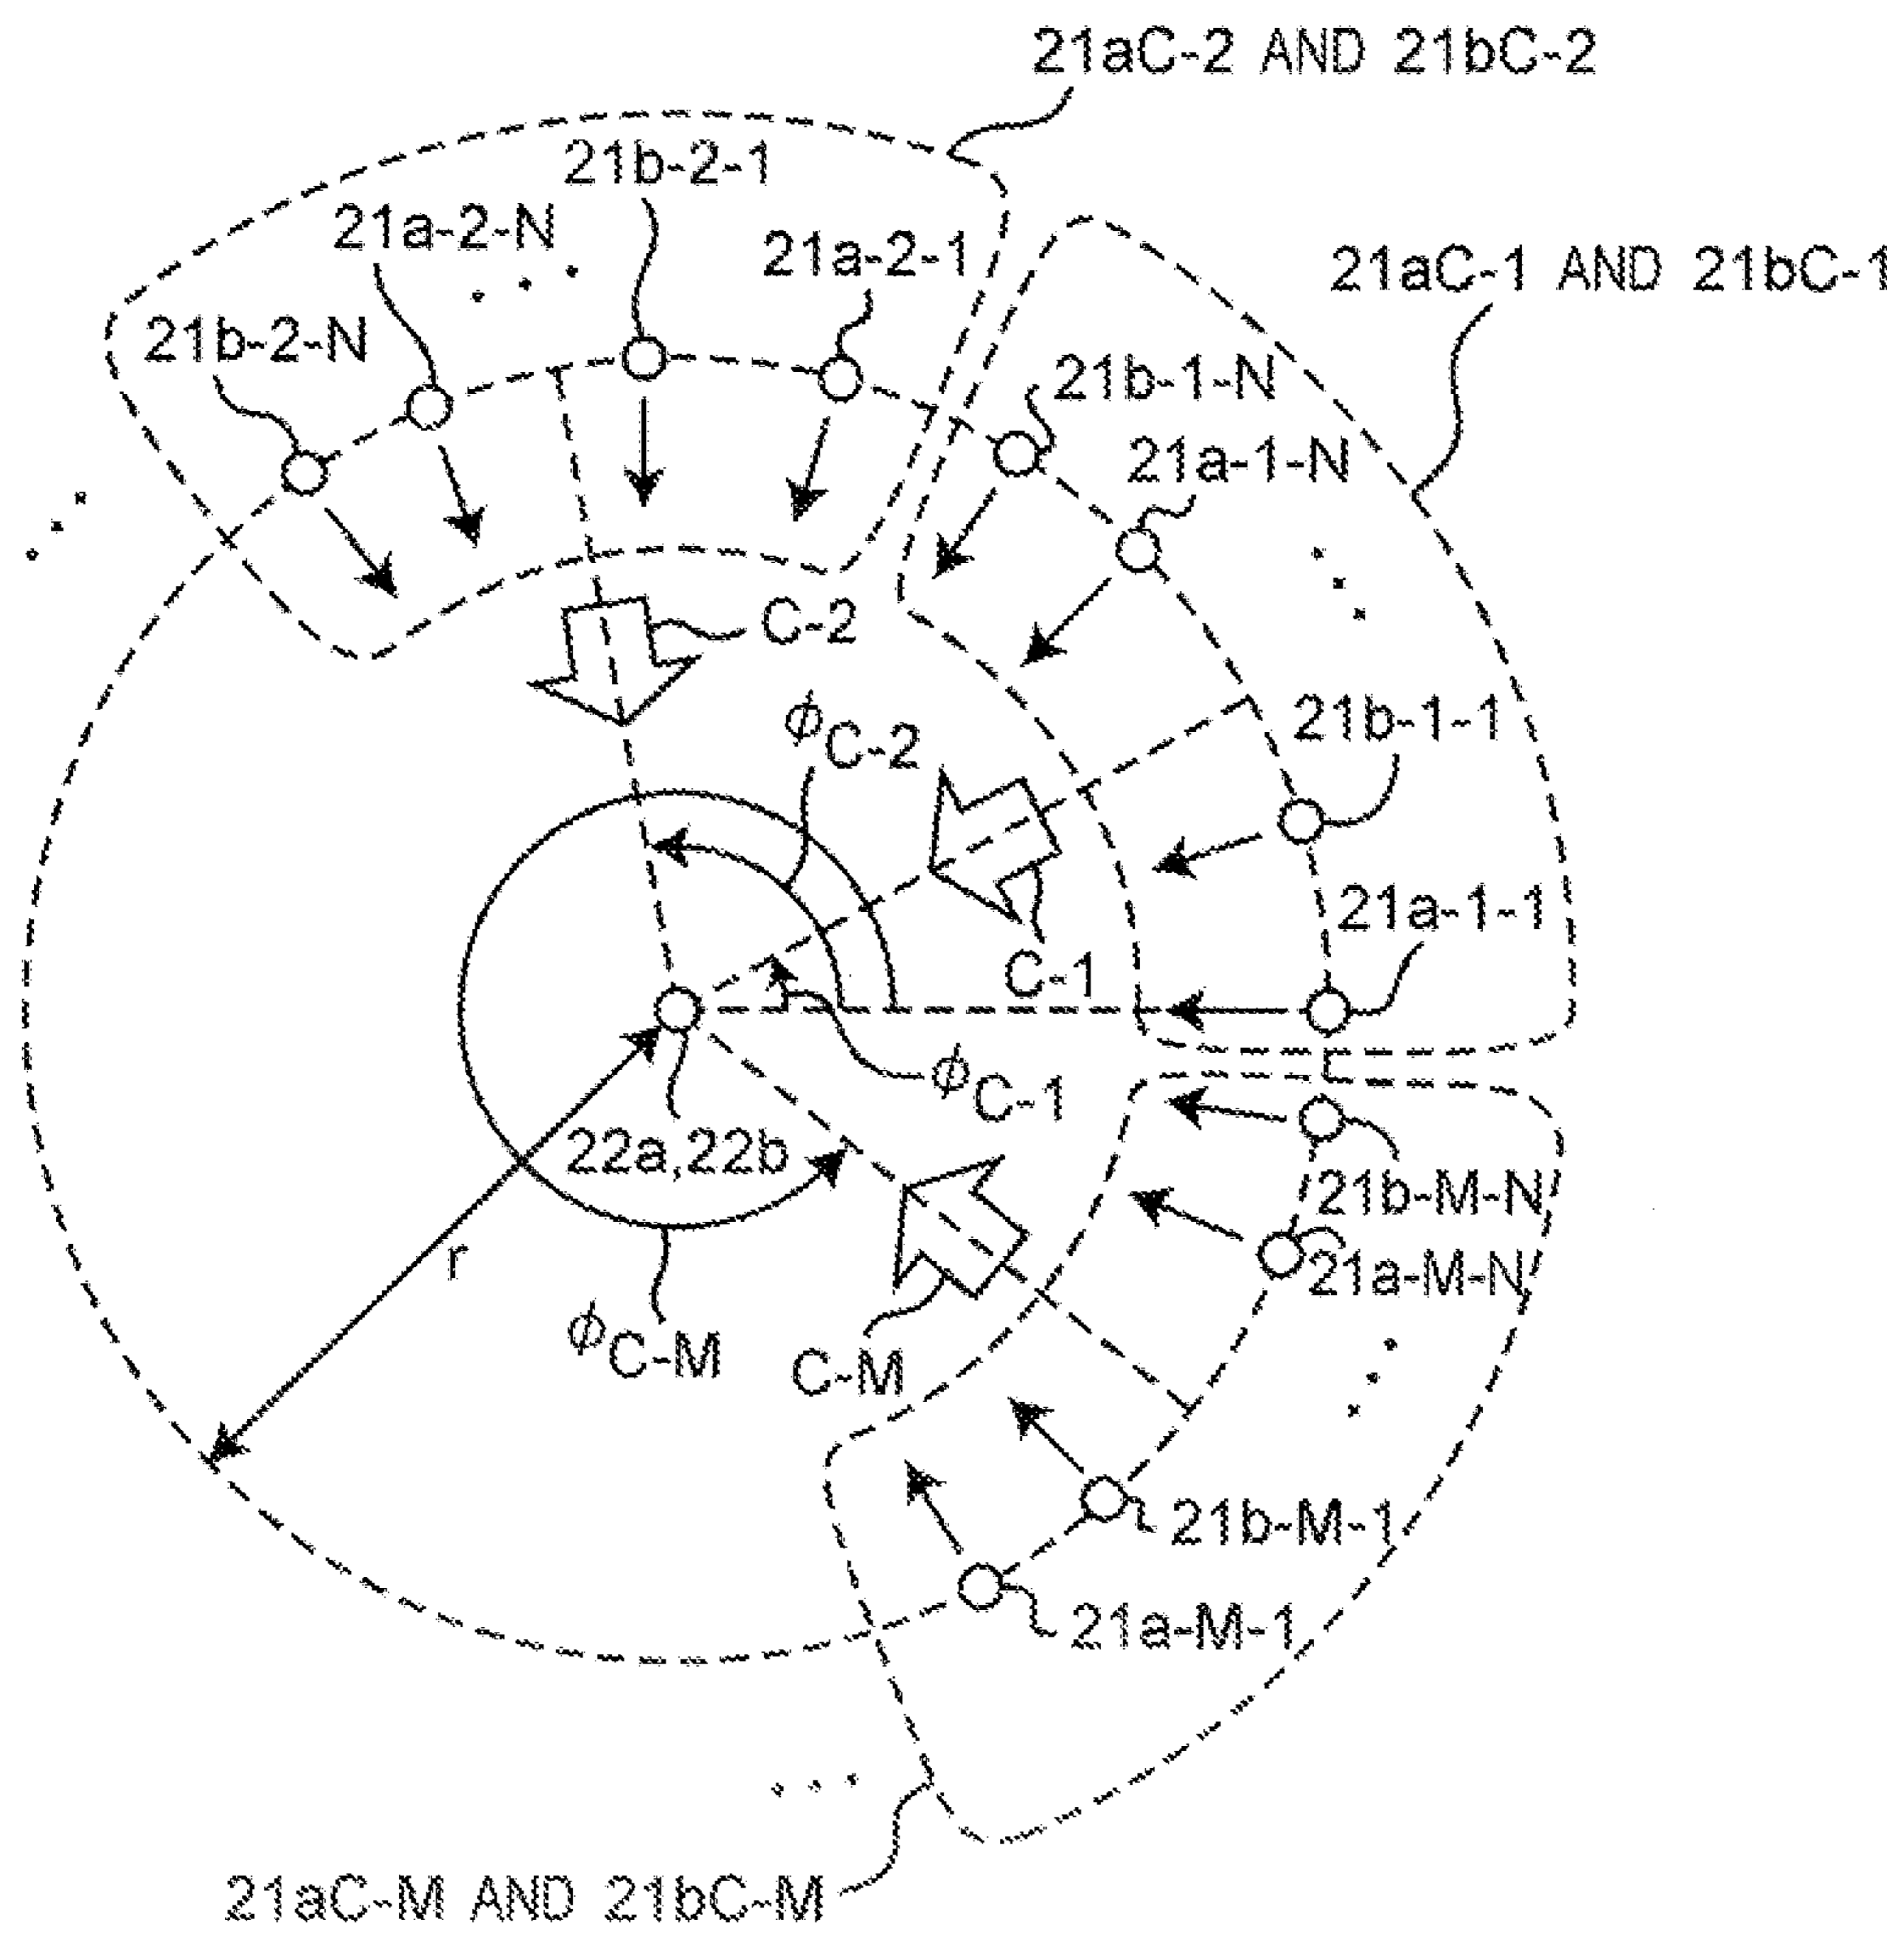 21aC-2 AND 21bC-2
21b-2-1
21a-2-N
21a-2-1
21aC-1 AND 21bC-1
21b-2-N
21b-1-N
21a-1-N
C-2
ϕC-2
21b-1-1
21a-1-1
C-1
ϕC-1
22a,22b
21b-M-N
r
21a-M-N
ϕC-M
C-M
21b-M-1
21a-M-1
21aC-M AND 21bC-M